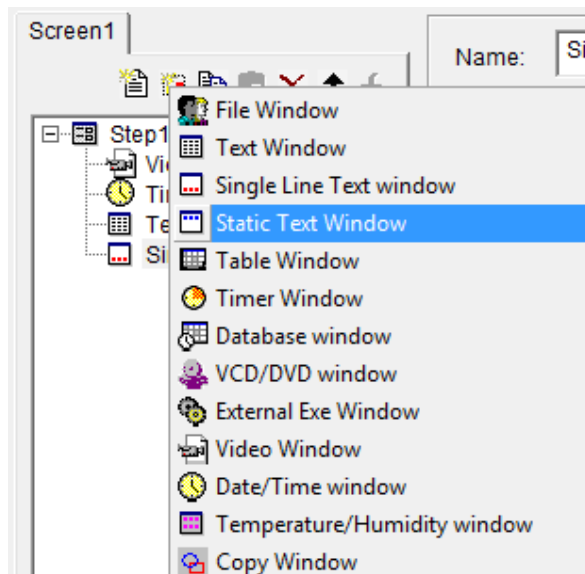 Screen1
Name: Si
Step1
Vi
Ti
Te
Si
File Window
Text Window
Single Line Text window
Static Text Window
Table Window
Timer Window
Database window
VCD/DVD window
External Exe Window
Video Window
Date/Time window
Temperature/Humidity window
Copy Window